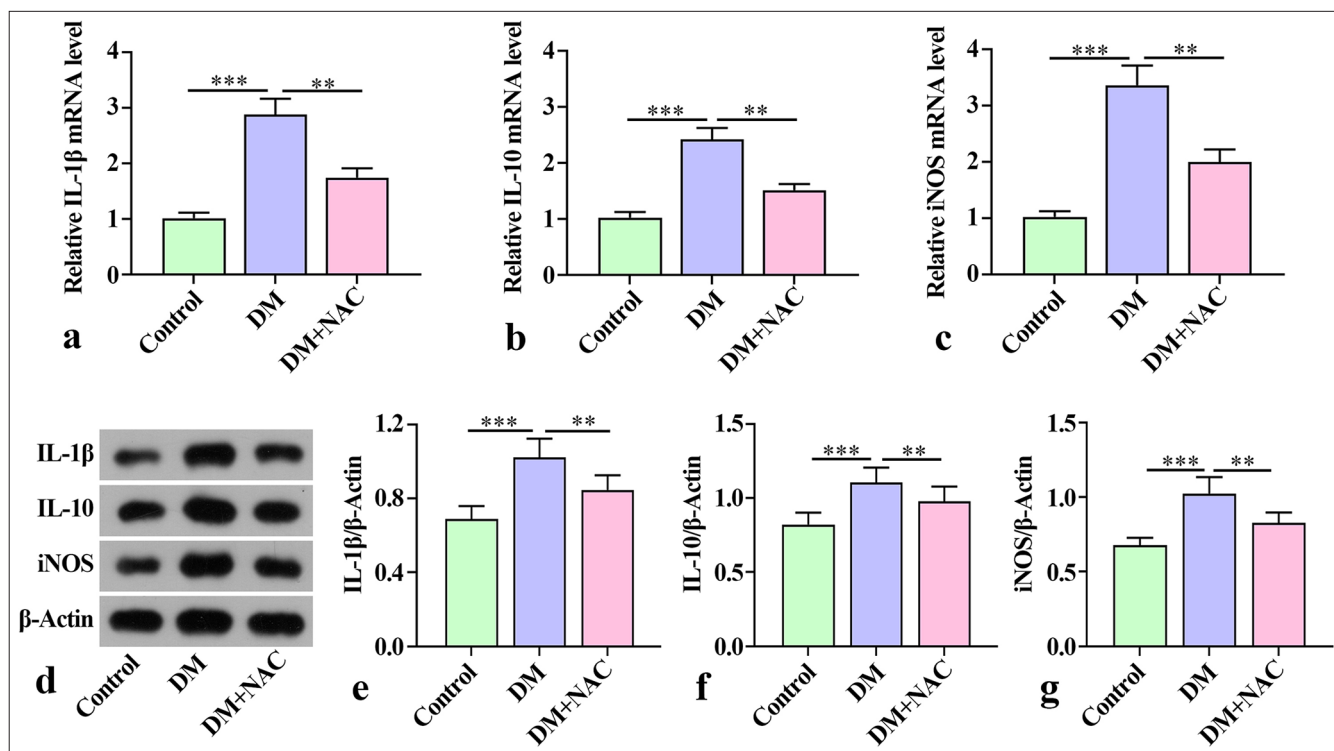 Relative IL-1β mRNA level
4
3
2
1
0
***
**
Control
DM
DM+NAC
a
Relative IL-10 mRNA level
4
3
2
1
0
***
**
Control
DM
DM+NAC
b
Relative iNOS mRNA level
4
3
2
1
0
***
**
Control
DM
DM+NAC
c
IL-1β
IL-10
iNOS
β-Actin
Control
DM
DM+NAC
d
IL-1β/β-Actin
1.2
0.8
0.4
0.0
***
**
Control
DM
DM+NAC
e
IL-10/β-Actin
1.5
1.0
0.5
0.0
***
**
Control
DM
DM+NAC
f
iNOS/β-Actin
1.5
1.0
0.5
0.0
***
**
Control
DM
DM+NAC
g